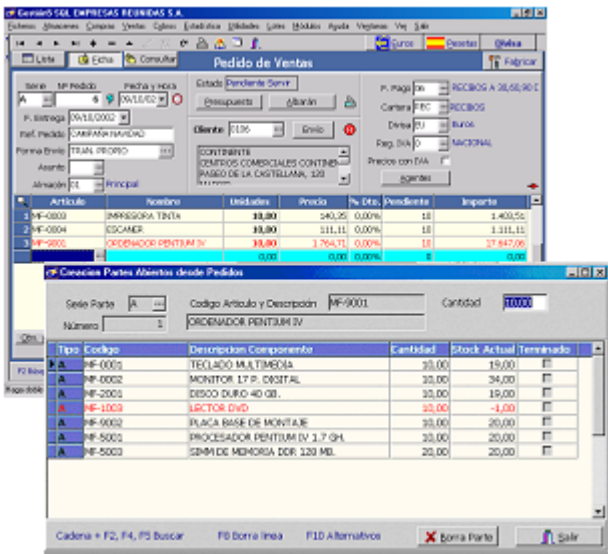 Gemini5 SQL EMPRESAS REUNIDAS S.A.
Ficheros Almacenes Compras Ventas Cobros Estadística Utilidades Lotes Módulos Ayuda Ventanas Ver Salir
Euros Pesetas Divisa
Lista Ficha Consultar Pedido de Ventas Fabricar
Serie Nº Pedido Fecha y Hora
A 6 09/10/02
F. Entrega 09/10/2002
Ref. Pedido CAMPAÑA NAVIDAD
Forma Envío TRAN. PROPIO
Asunto
Almacén 01 Principal
Estado Pendiente Servir
Presupuesto Albarán
Cliente 0106 Envío
CONTINENTE
CENTROS COMERCIALES CONTINEN
PASEO DE LA CASTELLANA, 120
F. Pago 06 RECIBOS A 30,60,90 D
Cartera REC RECIBOS
Divisa EU Euros
Reg. IVA 0 NACIONAL
Precios con IVA
Agentes
Artículo Nombre Unidades Precio % Dto. Pendiente Importe
1 MF-0003 IMPRESORA TINTA 10,00 140,35 0,00% 10 1.403,51
2 MF-0004 ESCANER 10,00 111,11 0,00% 10 1.111,11
3 MF-9001 ORDENADOR PENTIUM IV 10,00 1.764,71 0,00% 10 17.647,06
0,00 0,00 0,00% 0 0,00
Creacion Partes Abiertos desde Pedidos
Serie Parte A Codigo Articulo y Descripción MF-9001 Cantidad 10,00
Número 1 ORDENADOR PENTIUM IV
Tipo Codigo Descripcion Componente Cantidad Stock Actual Terminado
A MF-0001 TECLADO MULTIMEDIA 10,00 19,00
A MF-0002 MONITOR 17 P. DIGITAL 10,00 34,00
A MF-2001 DISCO DURO 40 GB. 10,00 19,00
A MF-1003 LECTOR DVD 10,00 -1,00
A MF-9002 PLACA BASE DE MONTAJE 10,00 20,00
A MF-5001 PROCESADOR PENTIUM IV 1.7 GH. 10,00 20,00
A MF-5003 SIMM DE MEMORIA DDR 128 MB. 20,00 20,00
Cadena + F2, F4, F5 Buscar F8 Borra linea F10 Alternativos Borra Parte Salir